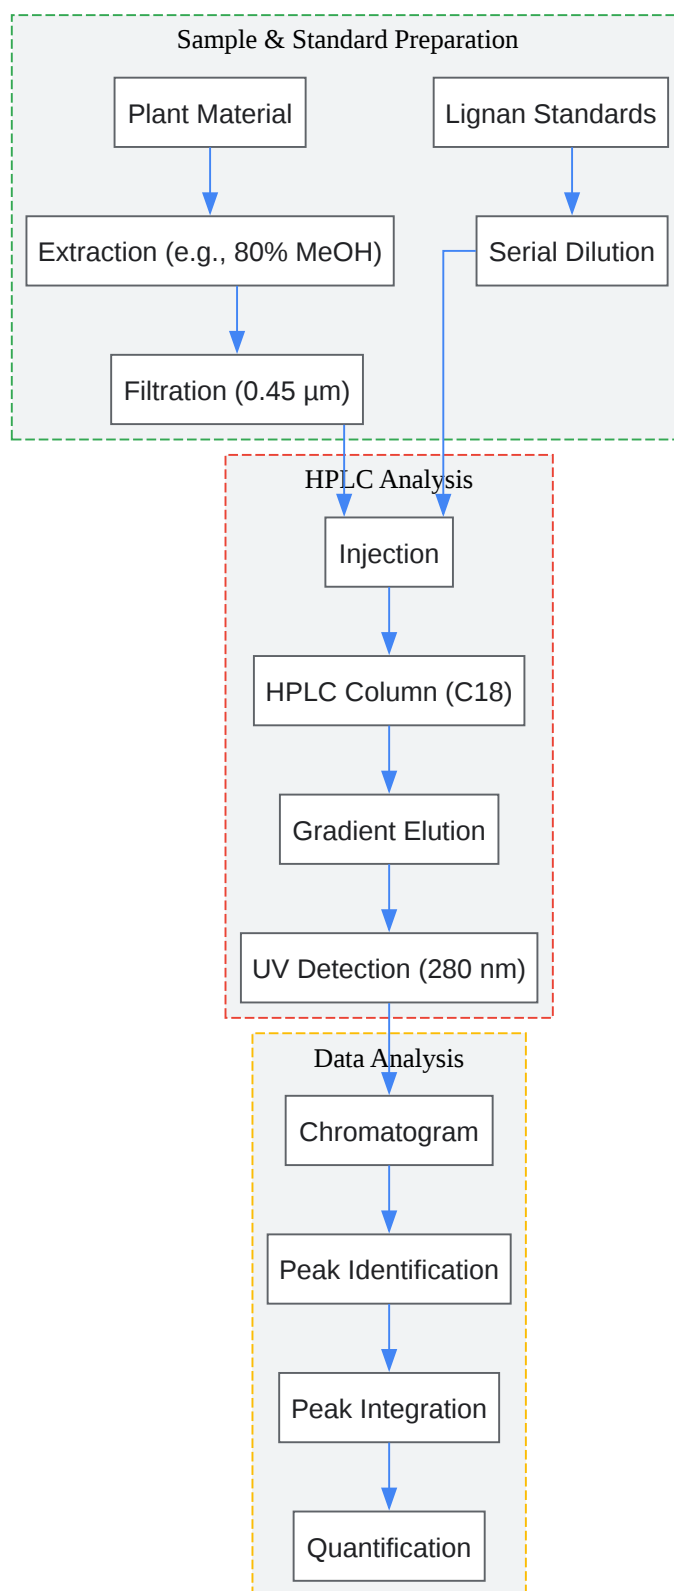 Sample & Standard Preparation
Plant Material
Lignan Standards
Extraction (e.g., 80% MeOH)
Serial Dilution
Filtration (0.45 µm)
HPLC Analysis
Injection
HPLC Column (C18)
Gradient Elution
UV Detection (280 nm)
Data Analysis
Chromatogram
Peak Identification
Peak Integration
Quantification